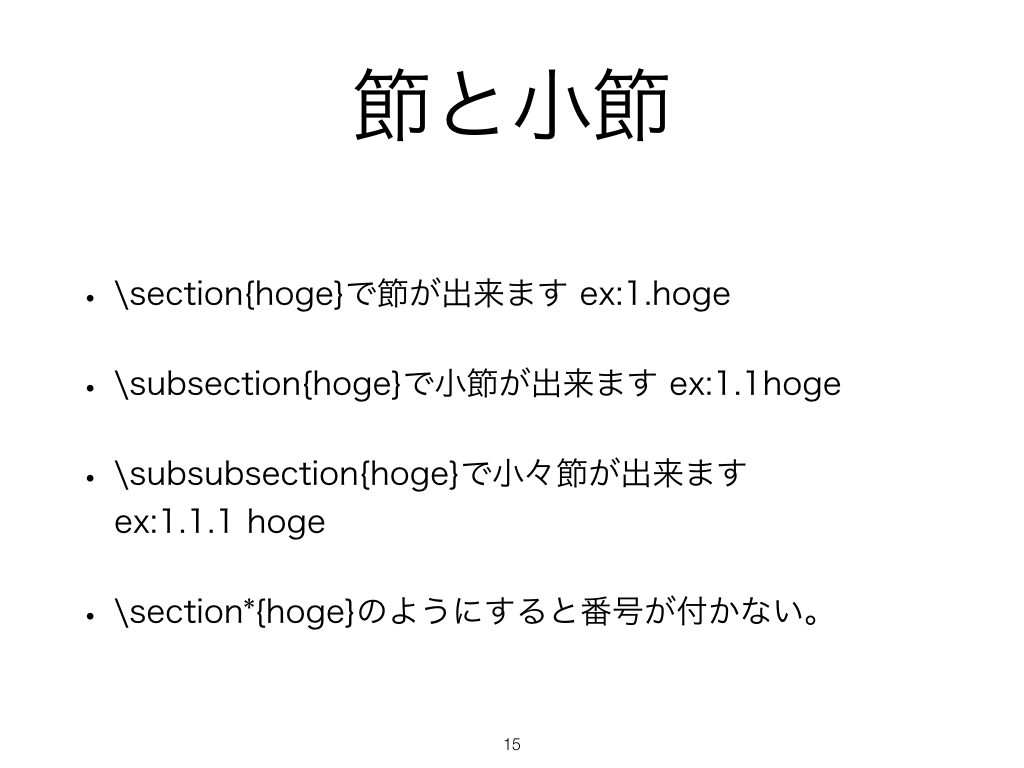 節と小節
• \section{hoge}で節が出来ます ex:1.hoge
• \subsection{hoge}で小節が出来ます ex:1.1hoge
• \subsubsection{hoge}で小々節が出来ます
ex:1.1.1 hoge
• \section*{hoge}のようにすると番号が付かない。
15